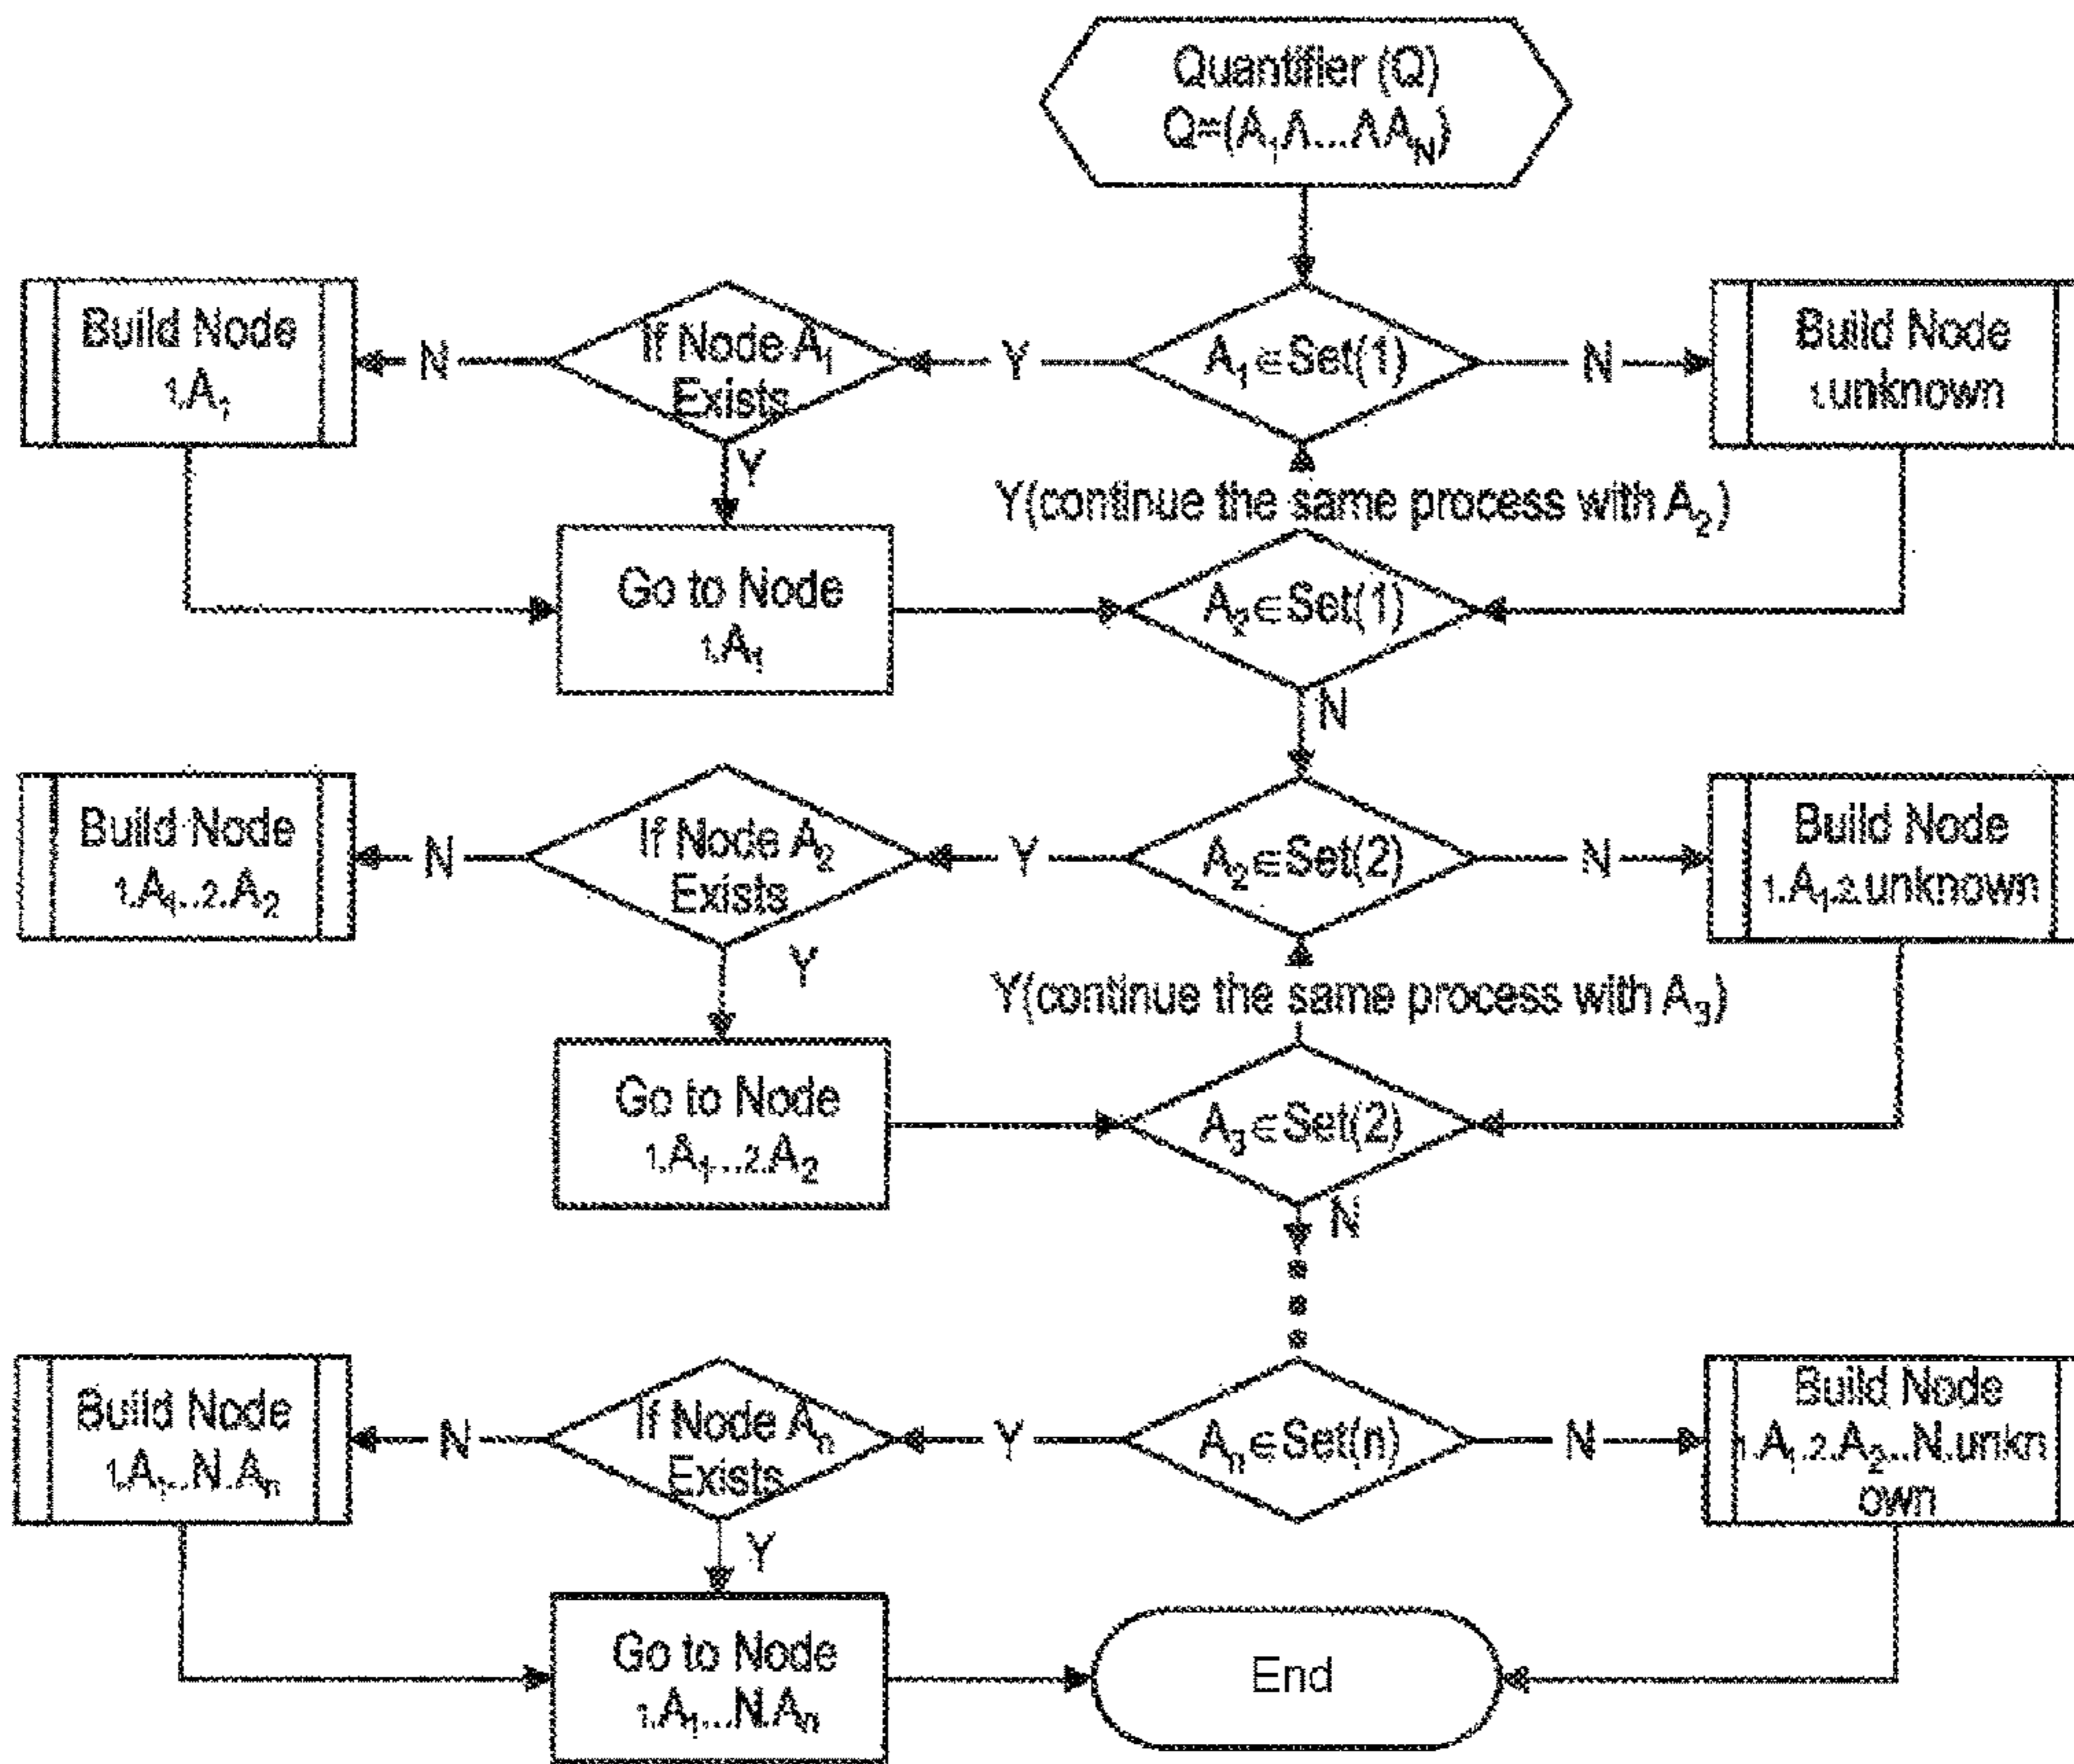 Quantifier (Q)
Q=(A₁Λ...ΛA_N)
Build Node
1.A₁
N
If Node A₁
Exists
Y
A₁∈Set(1)
N
Build Node
1.unknown
Y
Y(continue the same process with A₂)
Go to Node
1.A₁
A₂∈Set(1)
N
Build Node
1.A₁..2.A₂
N
If Node A₂
Exists
Y
A₂∈Set(2)
N
Build Node
1.A₁.2.unknown
Y
Y(continue the same process with A₃)
Go to Node
1.A₁...2.A₂
A₃∈Set(2)
N
Build Node
1.A₁..N.Aₙ
N
If Node Aₙ
Exists
Y
Aₙ∈Set(n)
N
Build Node
1.A₁.2.A₂...N.unkn
own
Y
Go to Node
1.A₁...N.Aₙ
End